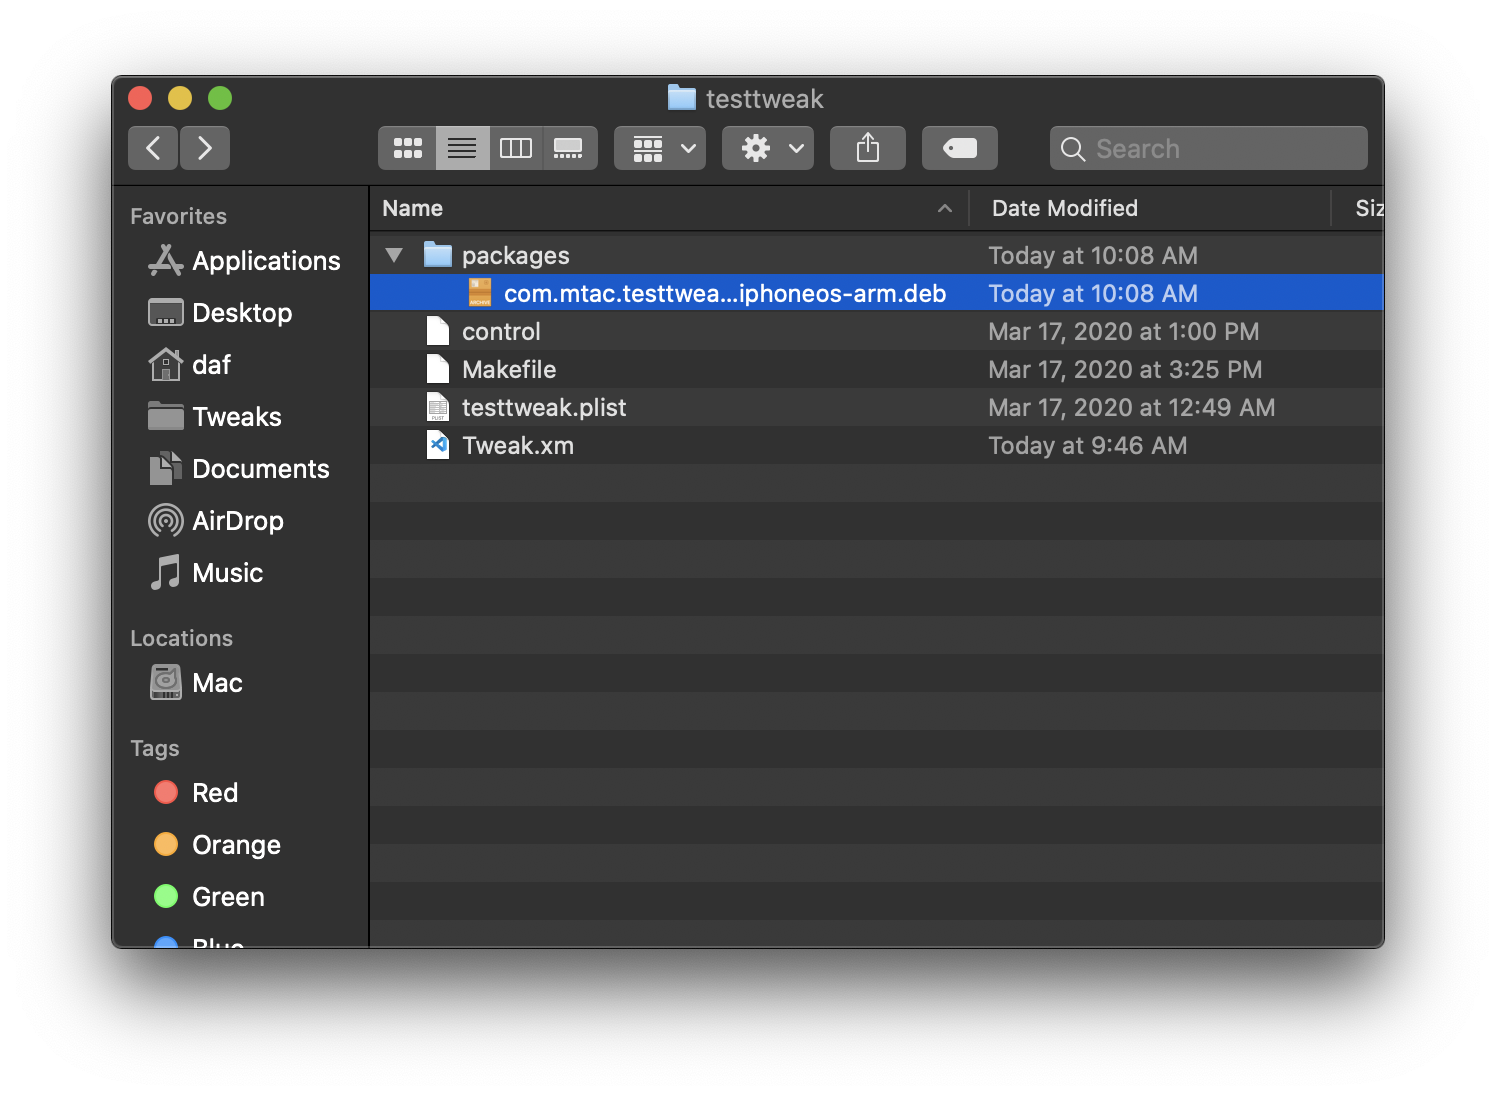 testtweak
Search
Favorites
Applications
Desktop
daf
Tweaks
Documents
AirDrop
Music
Locations
Mac
Tags
Red
Orange
Green
Blue
Name Date Modified Siz
packages Today at 10:08 AM
com.mtac.testtwea...iphoneos-arm.deb Today at 10:08 AM
control Mar 17, 2020 at 1:00 PM
Makefile Mar 17, 2020 at 3:25 PM
testtweak.plist Mar 17, 2020 at 12:49 AM
Tweak.xm Today at 9:46 AM